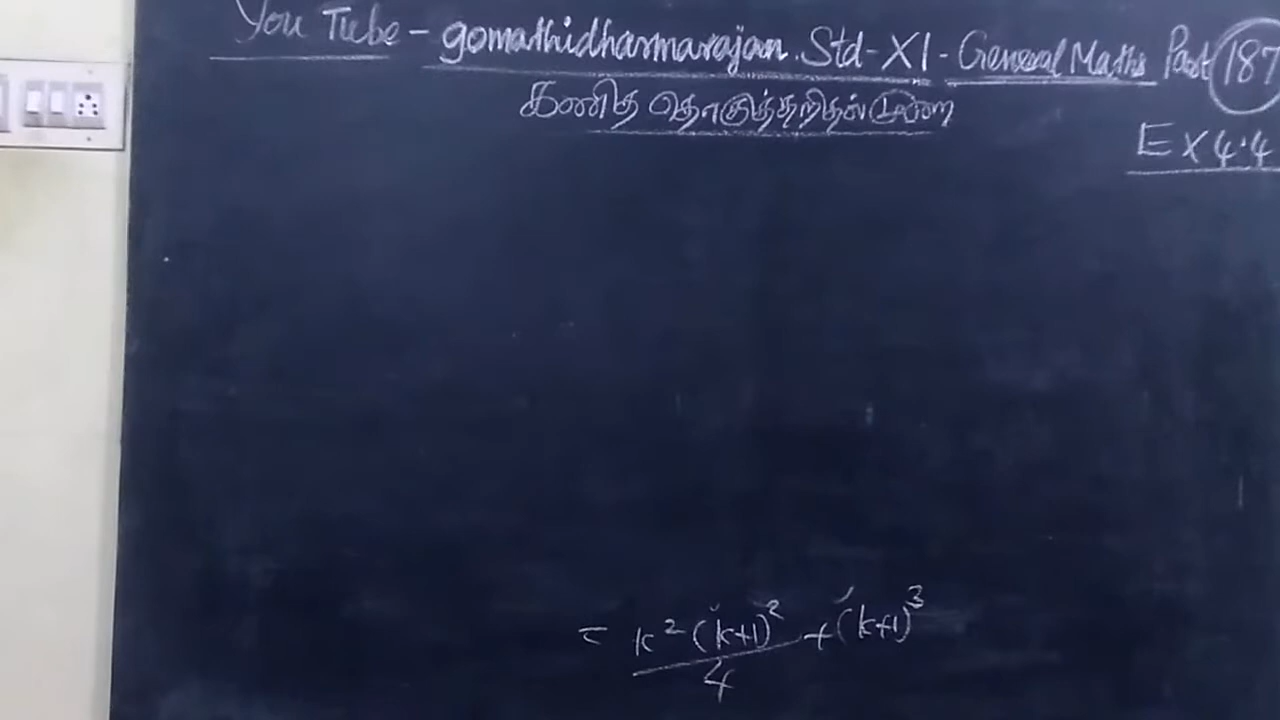 You Tube - gomathidharmarajan. Std-XI - General Maths Part 187
கணித தொகுத்தறிதல் முறை
Ex 4.4
= k²(k+1)²/4 + (k+1)³